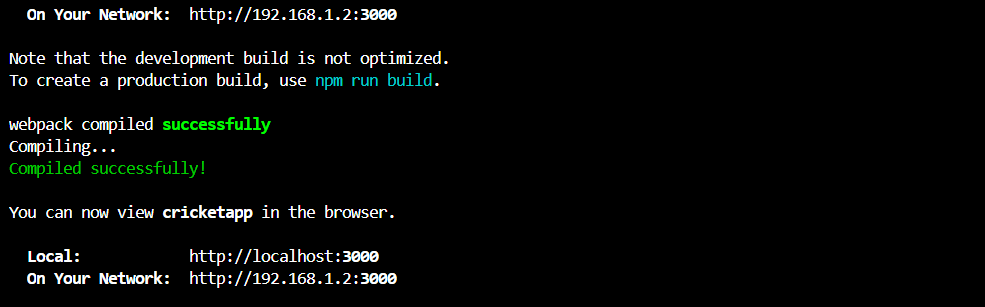 On Your Network: http://192.168.1.2:3000
Note that the development build is not optimized.
To create a production build, use npm run build.
webpack compiled successfully
Compiling...
Compiled successfully!
You can now view cricketapp in the browser.
Local: http://localhost:3000
On Your Network: http://192.168.1.2:3000